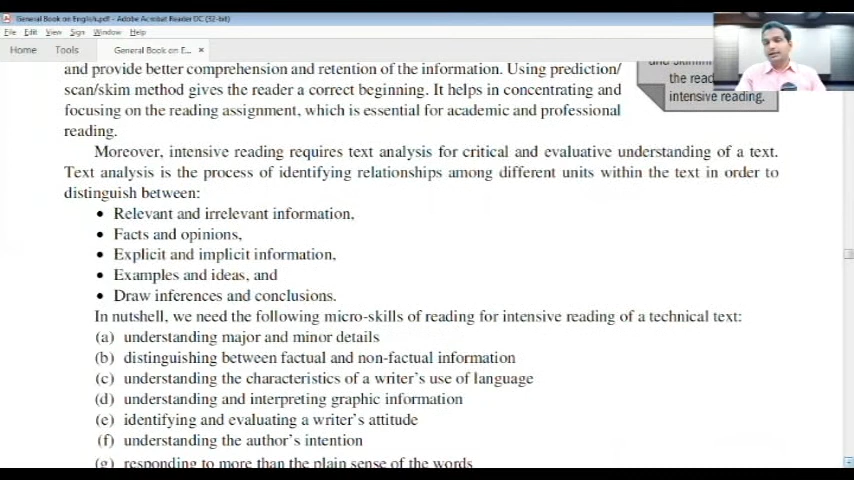 General Book on English.pdf - Adobe Acrobat Reader DC (32-bit)
File Edit View Sign Window Help
Home Tools General Book on E... ×
and provide better comprehension and retention of the information. Using prediction/
scan/skim method gives the reader a correct beginning. It helps in concentrating and
focusing on the reading assignment, which is essential for academic and professional
reading.
the read
intensive reading.
Moreover, intensive reading requires text analysis for critical and evaluative understanding of a text.
Text analysis is the process of identifying relationships among different units within the text in order to
distinguish between:
• Relevant and irrelevant information,
• Facts and opinions,
• Explicit and implicit information,
• Examples and ideas, and
• Draw inferences and conclusions.
In nutshell, we need the following micro-skills of reading for intensive reading of a technical text:
(a) understanding major and minor details
(b) distinguishing between factual and non-factual information
(c) understanding the characteristics of a writer's use of language
(d) understanding and interpreting graphic information
(e) identifying and evaluating a writer's attitude
(f) understanding the author's intention
(g) responding to more than the plain sense of the words